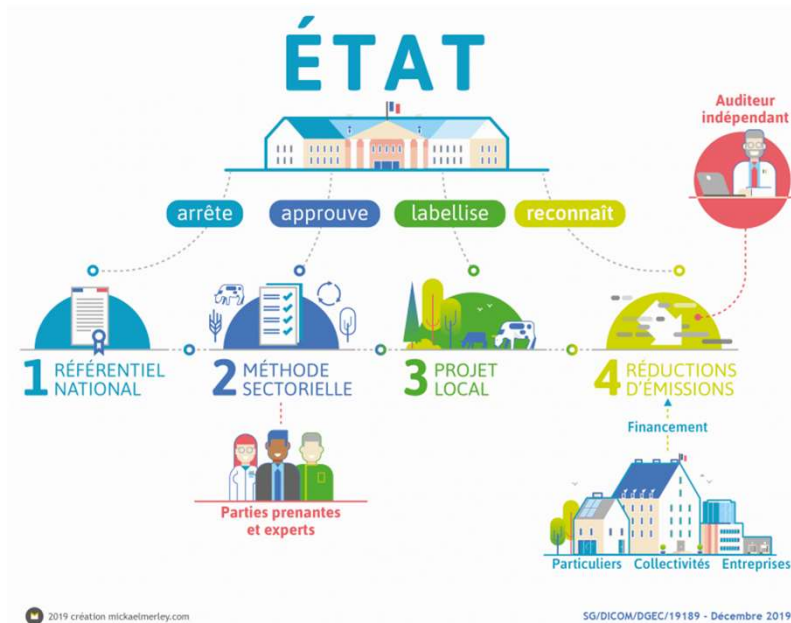 ÉTAT
Auditeur
indépendant
arrête
approuve
labellise
reconnaît
1 RÉFÉRENTIEL
NATIONAL
2 MÉTHODE
SECTORIELLE
3 PROJET
LOCAL
4 RÉDUCTIONS
D'ÉMISSIONS
Financement
Parties prenantes
et experts
Particuliers Collectivités Entreprises
2019 création mickaelmerley.com
SG/DICOM/DGEC/19189 - Décembre 2019